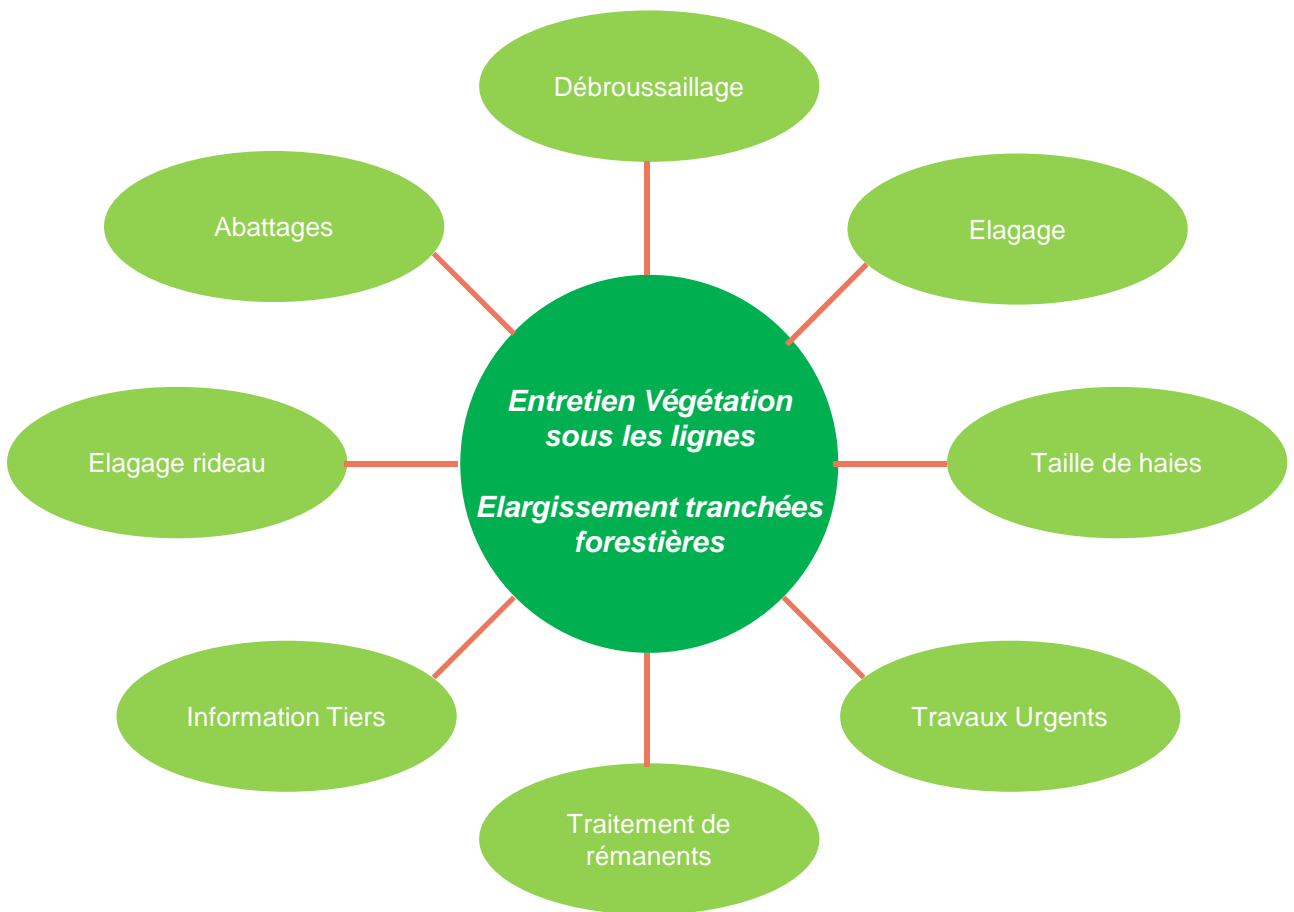 Débroussaillage
Abattages
Elagage
Entretien Végétation
sous les lignes
Elargissement tranchées
forestières
Elagage rideau
Taille de haies
Information Tiers
Travaux Urgents
Traitement de
rémanents